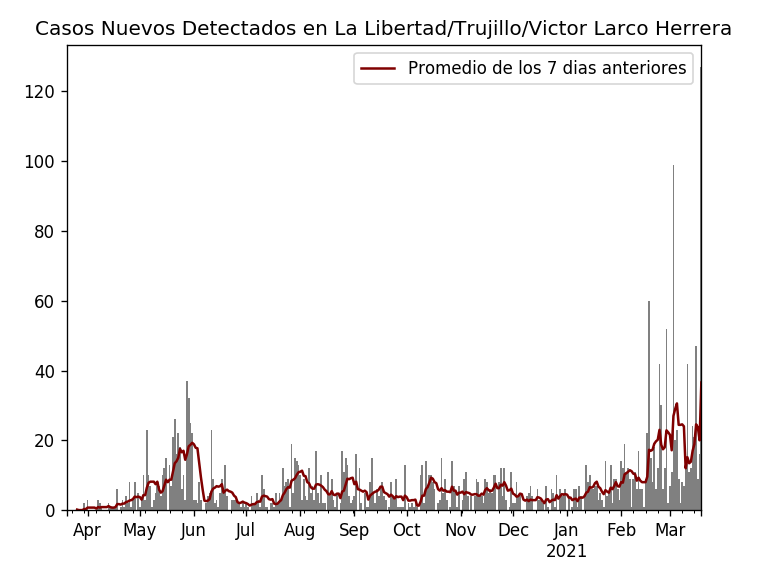 Casos Nuevos Detectados en La Libertad/Trujillo/Victor Larco Herrera
Promedio de los 7 dias anteriores
120
100
80
60
40
20
0
Apr May Jun Jul Aug Sep Oct Nov Dec Jan Feb Mar
2021